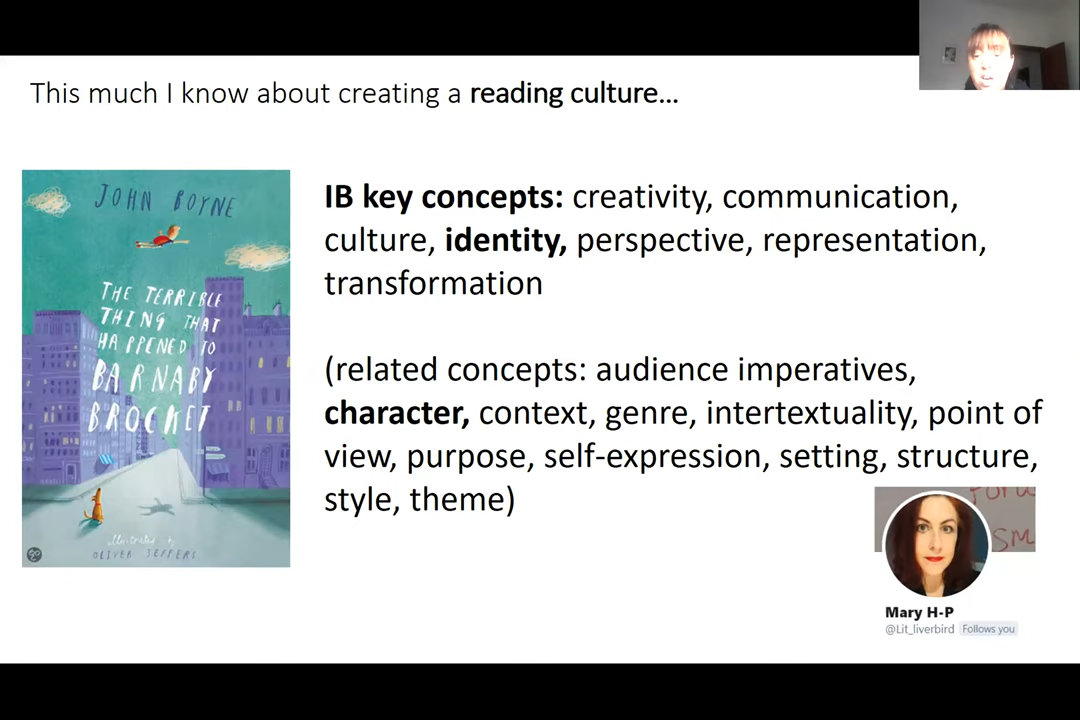 This much I know about creating a reading culture...
JOHN BOYNE
THE TERRIBLE
THING THAT
HAPPENED TO
BARNABY
BROCKET
illustrated by
OLIVER JEFFERS
IB key concepts: creativity, communication,
culture, identity, perspective, representation,
transformation
(related concepts: audience imperatives,
character, context, genre, intertextuality, point of
view, purpose, self-expression, setting, structure,
style, theme)
SM
Mary H-P
@Lit_liverbird Follows you